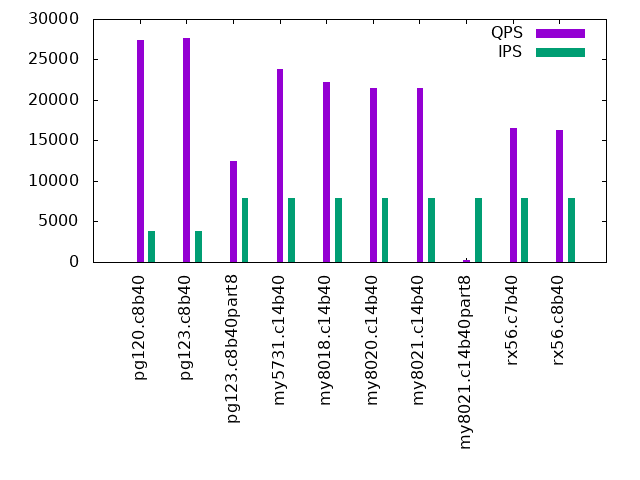 30000
25000
20000
15000
10000
5000
0
QPS
IPS
pg120.c8b40
pg123.c8b40
pg123.c8b40part8
my5731.c14b40
my8018.c14b40
my8020.c14b40
my8021.c14b40
my8021.c14b40part8
rx56.c7b40
rx56.c8b40